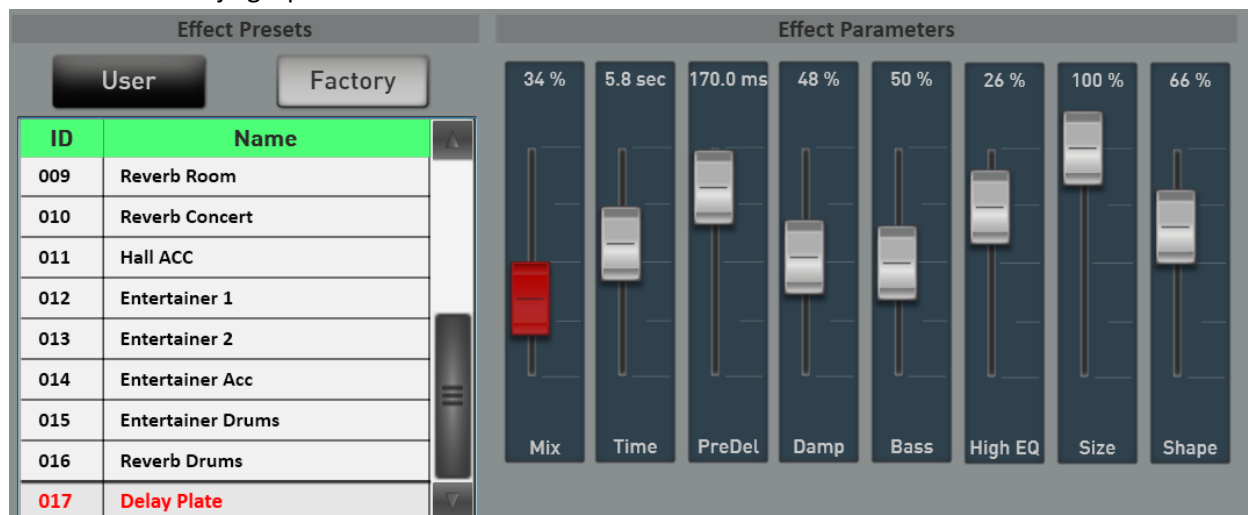 Effect Presets
Effect Parameters
User Factory
34 % 5.8 sec 170.0 ms 48 % 50 % 26 % 100 % 66 %
ID Name
009 Reverb Room
010 Reverb Concert
011 Hall ACC
012 Entertainer 1
013 Entertainer 2
014 Entertainer Acc
015 Entertainer Drums
016 Reverb Drums
017 Delay Plate
Mix Time PreDel Damp Bass High EQ Size Shape